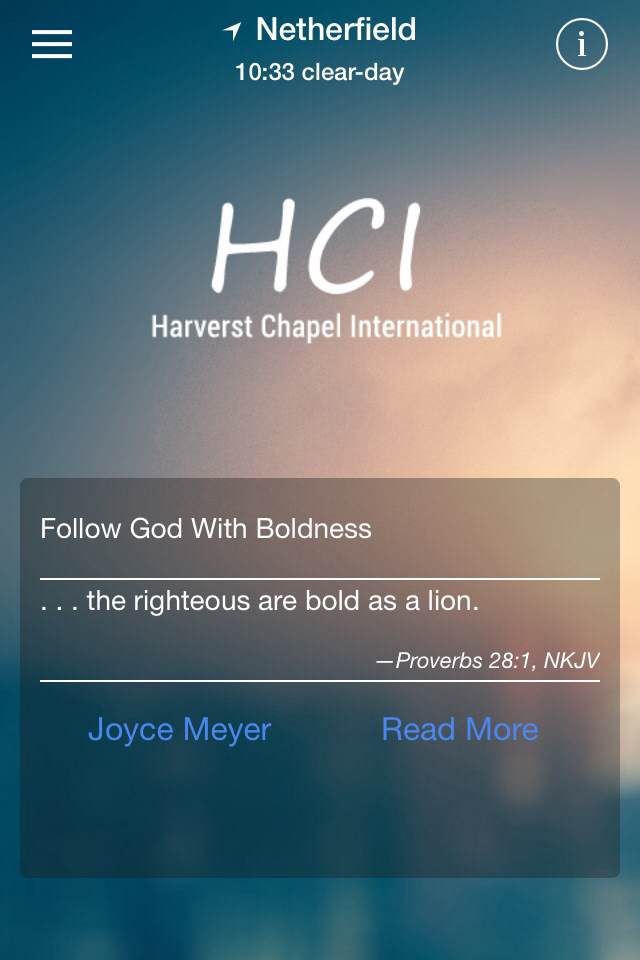 Netherfield
10:33 clear-day
i
HCI
Harverst Chapel International
Follow God With Boldness
. . . the righteous are bold as a lion.
—Proverbs 28:1, NKJV
Joyce Meyer
Read More